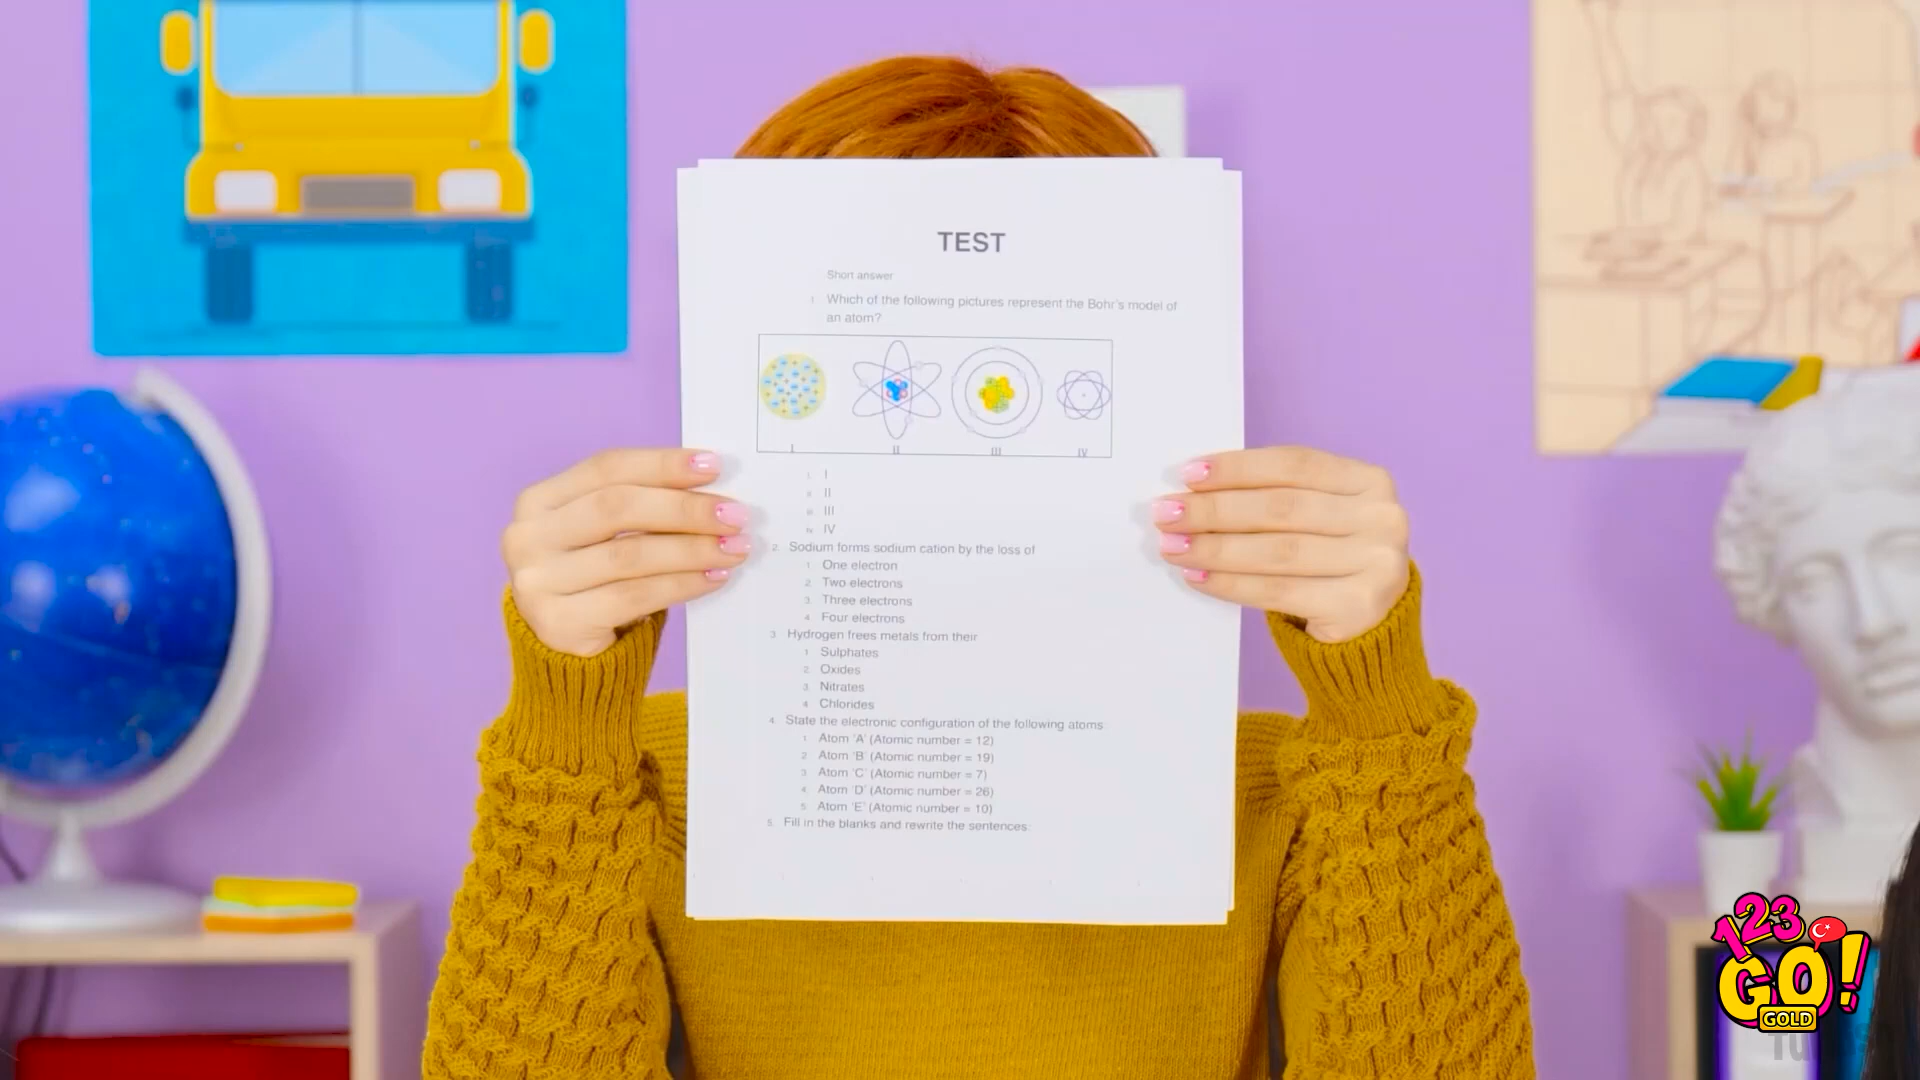 TEST
Short answer
1. Which of the following pictures represent the Bohr's model of
an atom?
I II III IV
i. I
ii. II
iii. III
iv. IV
2. Sodium forms sodium cation by the loss of
1. One electron
2. Two electrons
3. Three electrons
4. Four electrons
3. Hydrogen frees metals from their
1. Sulphates
2. Oxides
3. Nitrates
4. Chlorides
4. State the electronic configuration of the following atoms:
1. Atom 'A' (Atomic number = 12)
2. Atom 'B' (Atomic number = 19)
3. Atom 'C' (Atomic number = 7)
4. Atom 'D' (Atomic number = 26)
5. Atom 'E' (Atomic number = 10)
5. Fill in the blanks and rewrite the sentences:
123
GO!
GOLD